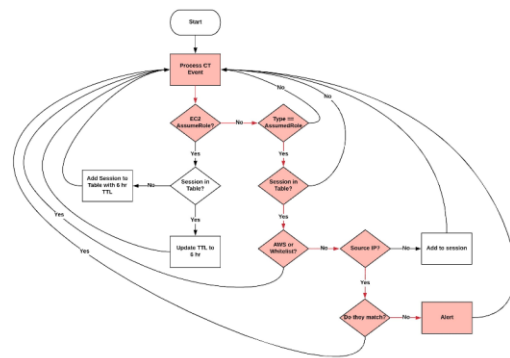 Start
Process CT
Event
No
No
EC2
AssumeRole?
No
Type ==
AssumedRole
Yes
Yes
Add Session to
Table with 6 hr
TTL
No
Session in
Table?
Session in
Table?
Yes
Yes
Yes
Yes
Update TTL to
6 hr
AWS or
Whitelist?
No
Source IP?
No
Add to session
Yes
Do they match?
No
Alert